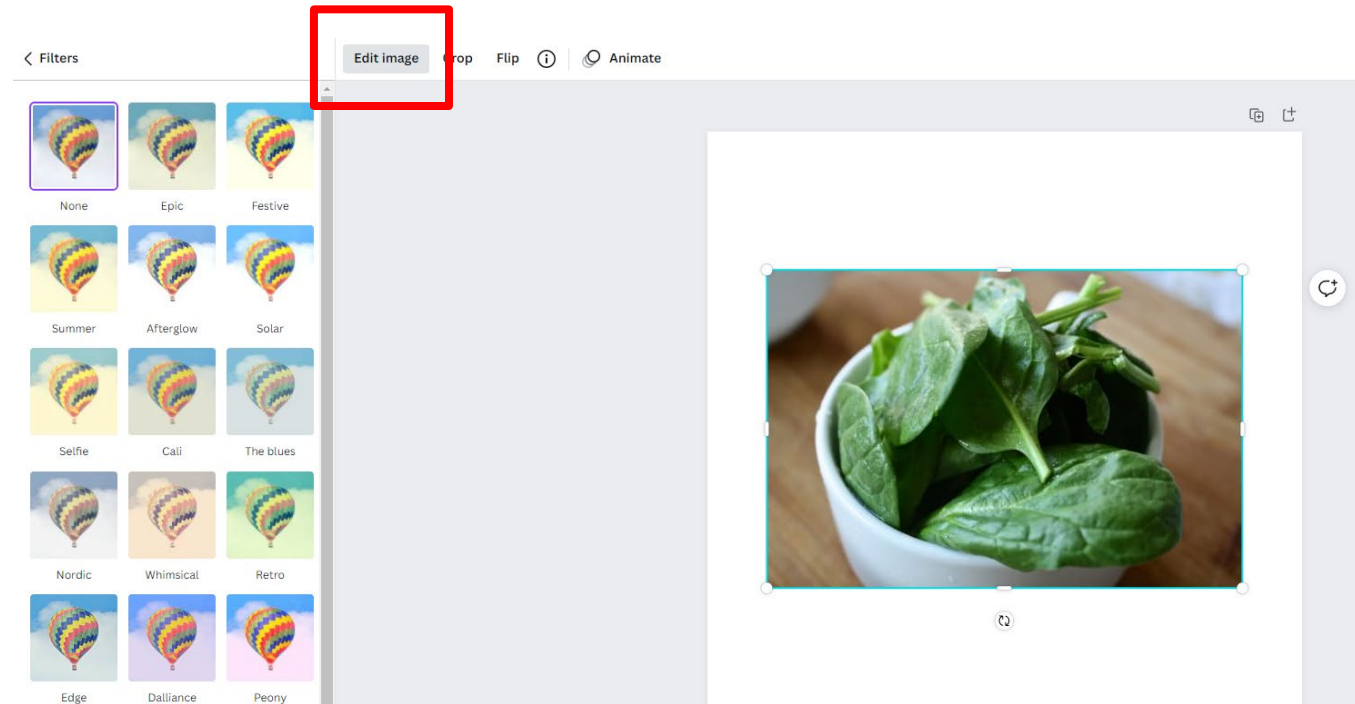 Filters
Edit image
rop
Flip
Animate
None
Epic
Festive
Summer
Afterglow
Solar
Selfie
Cali
The blues
Nordic
Whimsical
Retro
Edge
Dalliance
Peony